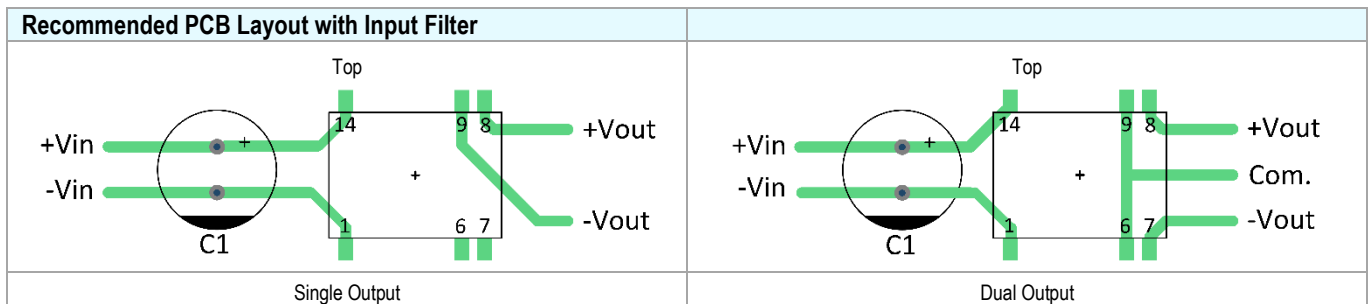 Recommended PCB Layout with Input Filter
Top
14
9
8
+Vin
+
+Vout
-Vin
+
-Vout
1
6
7
C1
Single Output
Top
14
9
8
+Vin
+
+Vout
-Vin
+
Com.
-Vout
1
6
7
C1
Dual Output